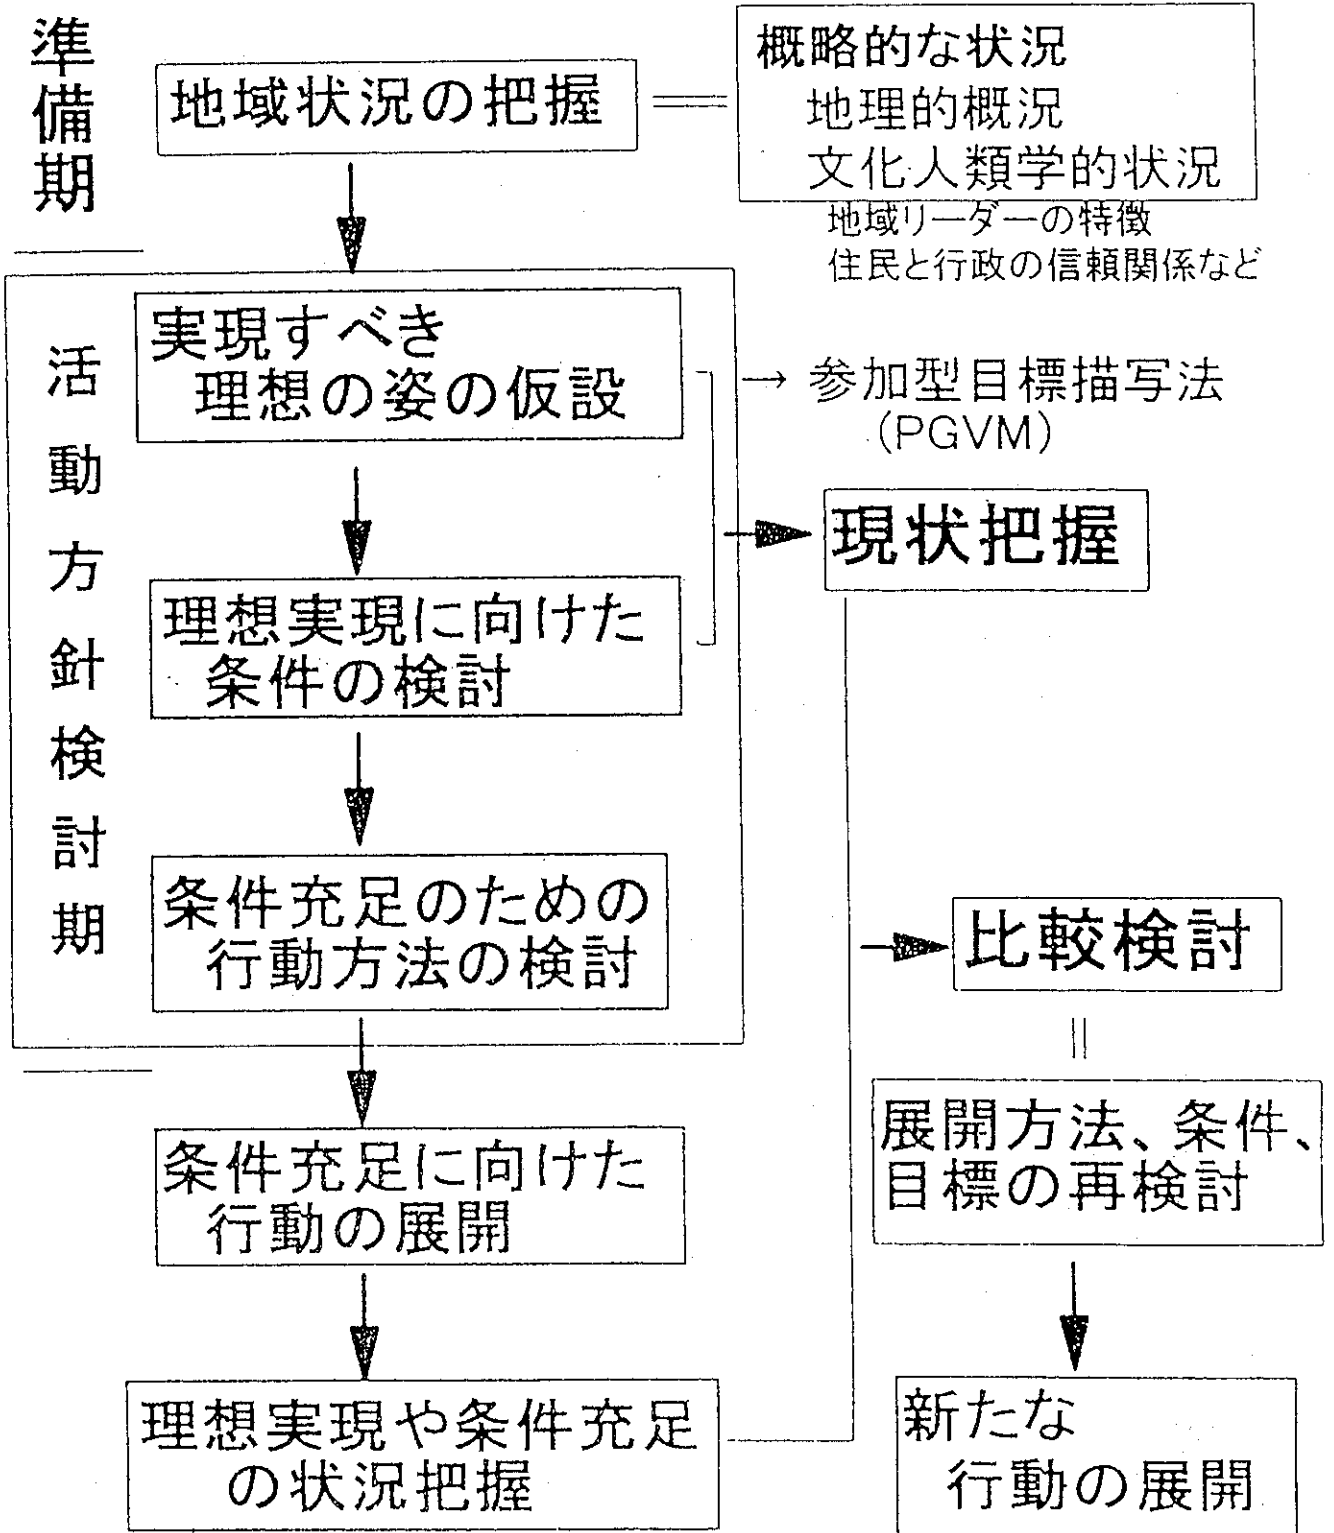 準備期
地域状況の把握
概略的な状況
地理的概況
文化人類学的状況
地域リーダーの特徴
住民と行政の信頼関係など
活動方針検討期
実現すべき
理想の姿の仮設
→ 参加型目標描写法
(PGVM)
現状把握
理想実現に向けた
条件の検討
条件充足のための
行動方法の検討
比較検討
条件充足に向けた
行動の展開
展開方法、条件、
目標の再検討
理想実現や条件充足
の状況把握
新たな
行動の展開